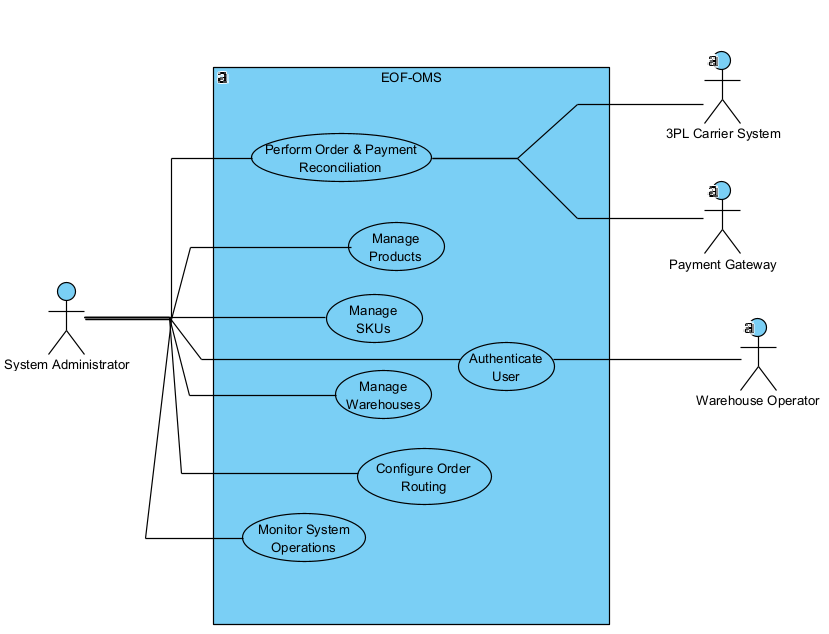 a
EOF-OMS
a
3PL Carrier System
Perform Order & Payment
Reconciliation
a
Payment Gateway
Manage
Products
System Administrator
Manage
SKUs
a
Warehouse Operator
Authenticate
User
Manage
Warehouses
Configure Order
Routing
Monitor System
Operations